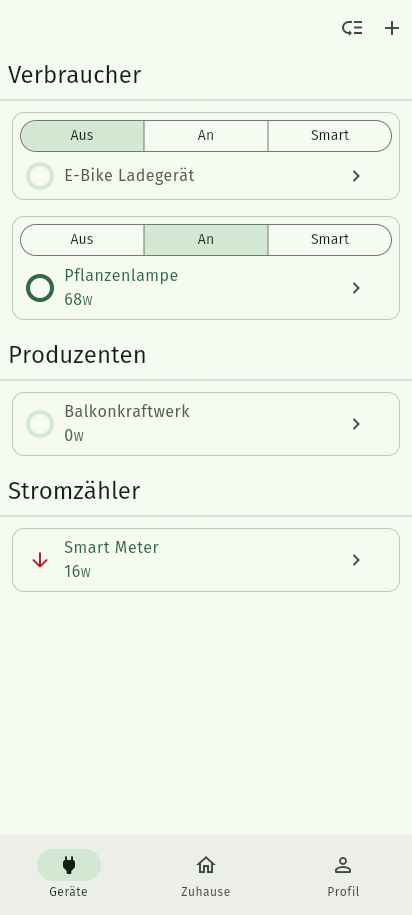 Verbraucher
Aus An Smart
E-Bike Ladegerät
Aus An Smart
Pflanzenlampe
68W
Produzenten
Balkonkraftwerk
0W
Stromzähler
Smart Meter
16W
Geräte Zuhause Profil